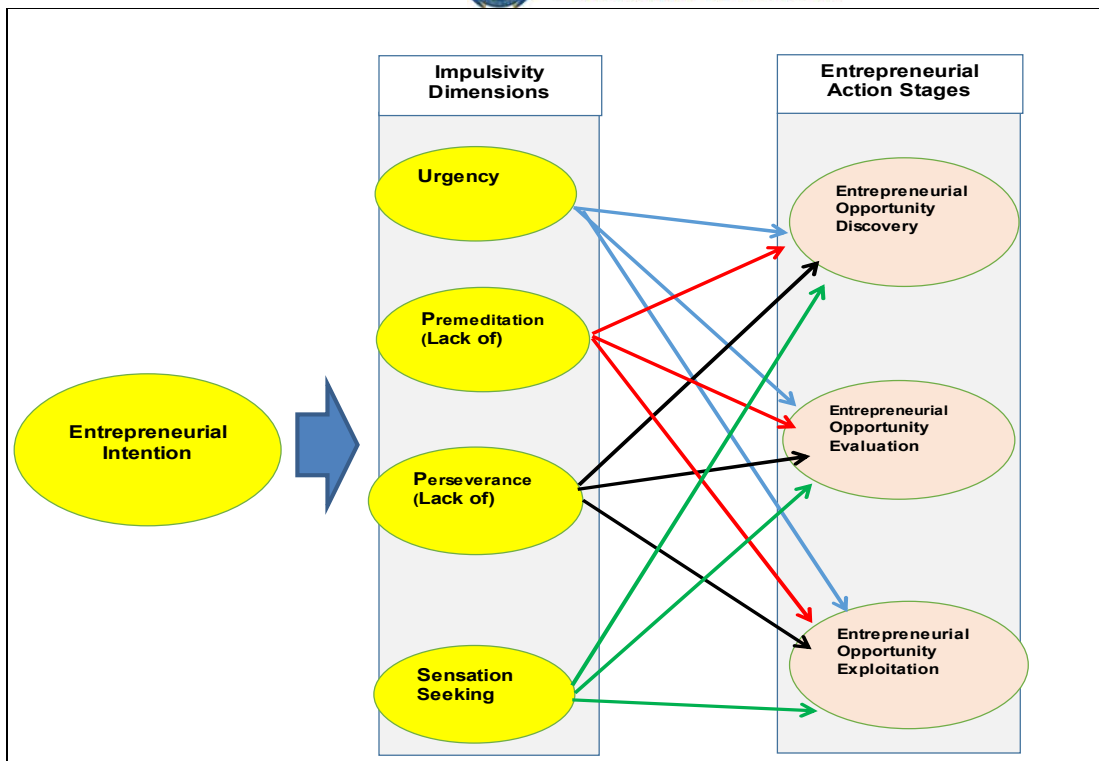 Impulsivity
Dimensions
Entrepreneurial
Action Stages
Urgency
Premeditation
(Lack of)
Perseverance
(Lack of)
Sensation
Seeking
Entrepreneurial
Intention
Entrepreneurial
Opportunity
Discovery
Entrepreneurial
Opportunity
Evaluation
Entrepreneurial
Opportunity
Exploitation